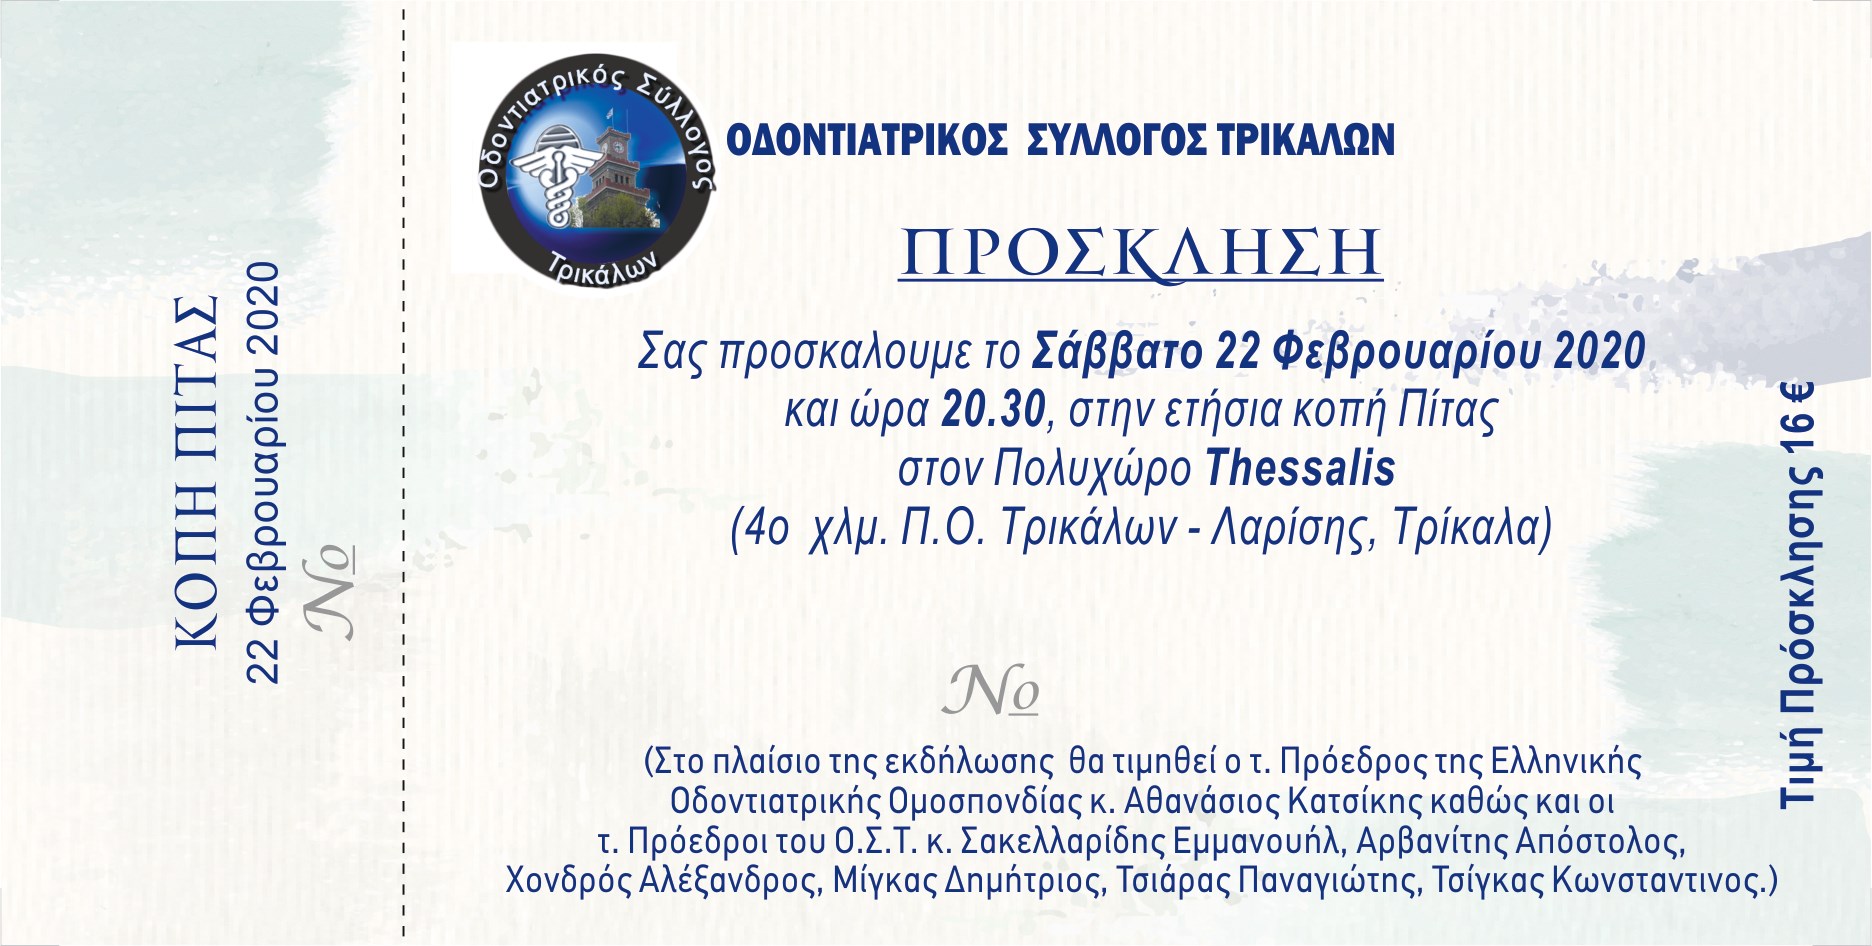 ΚΟΠΗ ΠΙΤΑΣ
22 Φεβρουαρίου 2020
Νο
Οδοντιατρικός Σύλλογος
Τρικάλων
ΟΔΟΝΤΙΑΤΡΙΚΟΣ ΣΥΛΛΟΓΟΣ ΤΡΙΚΑΛΩΝ
ΠΡΟΣΚΛΗΣΗ
Σας προσκαλουμε το Σάββατο 22 Φεβρουαρίου 2020
και ώρα 20.30, στην ετήσια κοπή Πίτας
στον Πολυχώρο Thessalis
(4ο χλμ. Π.Ο. Τρικάλων - Λαρίσης, Τρίκαλα)
Νο
(Στο πλαίσιο της εκδήλωσης θα τιμηθεί ο τ. Πρόεδρος της Ελληνικής
Οδοντιατρικής Ομοσπονδίας κ. Αθανάσιος Κατσίκης καθώς και οι
τ. Πρόεδροι του Ο.Σ.Τ. κ. Σακελλαρίδης Εμμανουήλ, Αρβανίτης Απόστολος,
Χονδρός Αλέξανδρος, Μίγκας Δημήτριος, Τσιάρας Παναγιώτης, Τσίγκας Κωνσταντινος.)
Τιμή Πρόσκλησης 16 €